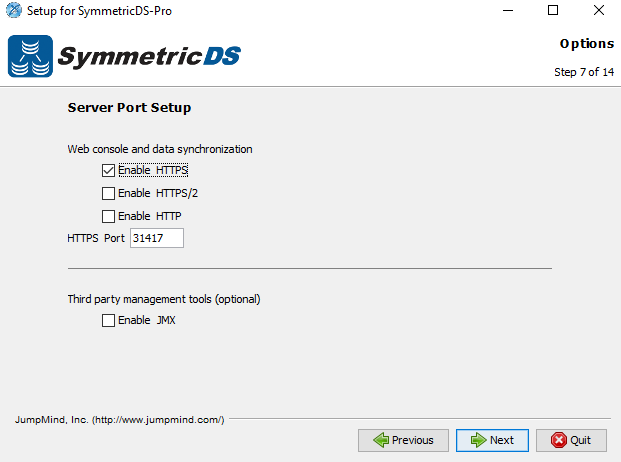 Setup for SymmetricDS-Pro
SymmetricDS
Options
Step 7 of 14
Server Port Setup
Web console and data synchronization
Enable HTTPS
Enable HTTPS/2
Enable HTTP
HTTPS Port 31417
Third party management tools (optional)
Enable JMX
JumpMind, Inc. (http://www.jumpmind.com/)
Previous Next Quit